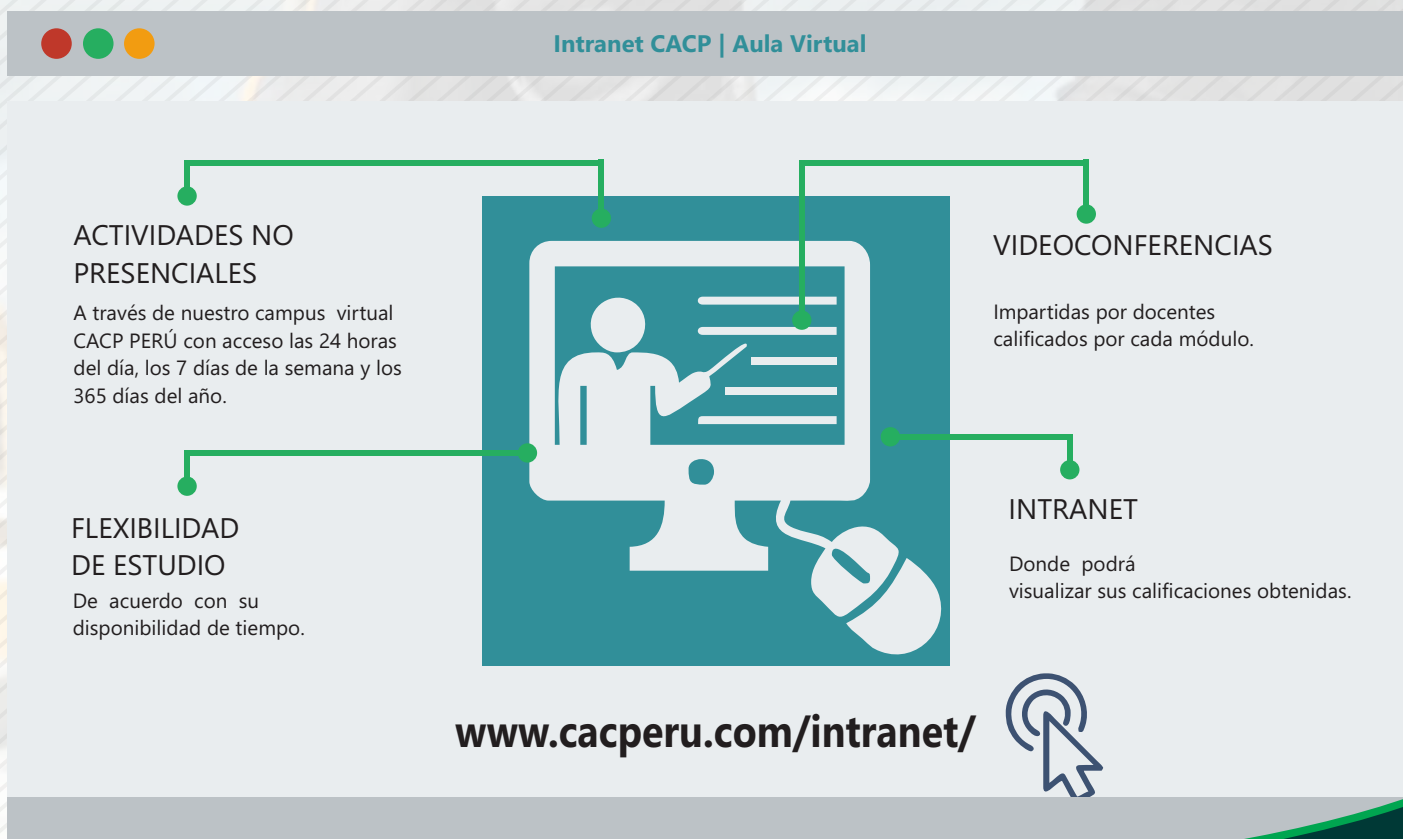 Intranet CACP | Aula Virtual
ACTIVIDADES NO
PRESENCIALES
A través de nuestro campus virtual
CACP PERÚ con acceso las 24 horas
del día, los 7 días de la semana y los
365 días del año.
VIDEOCONFERENCIAS
Impartidas por docentes
calificados por cada módulo.
FLEXIBILIDAD
DE ESTUDIO
De acuerdo con su
disponibilidad de tiempo.
INTRANET
Donde podrá
visualizar sus calificaciones obtenidas.
www.cacperu.com/intranet/